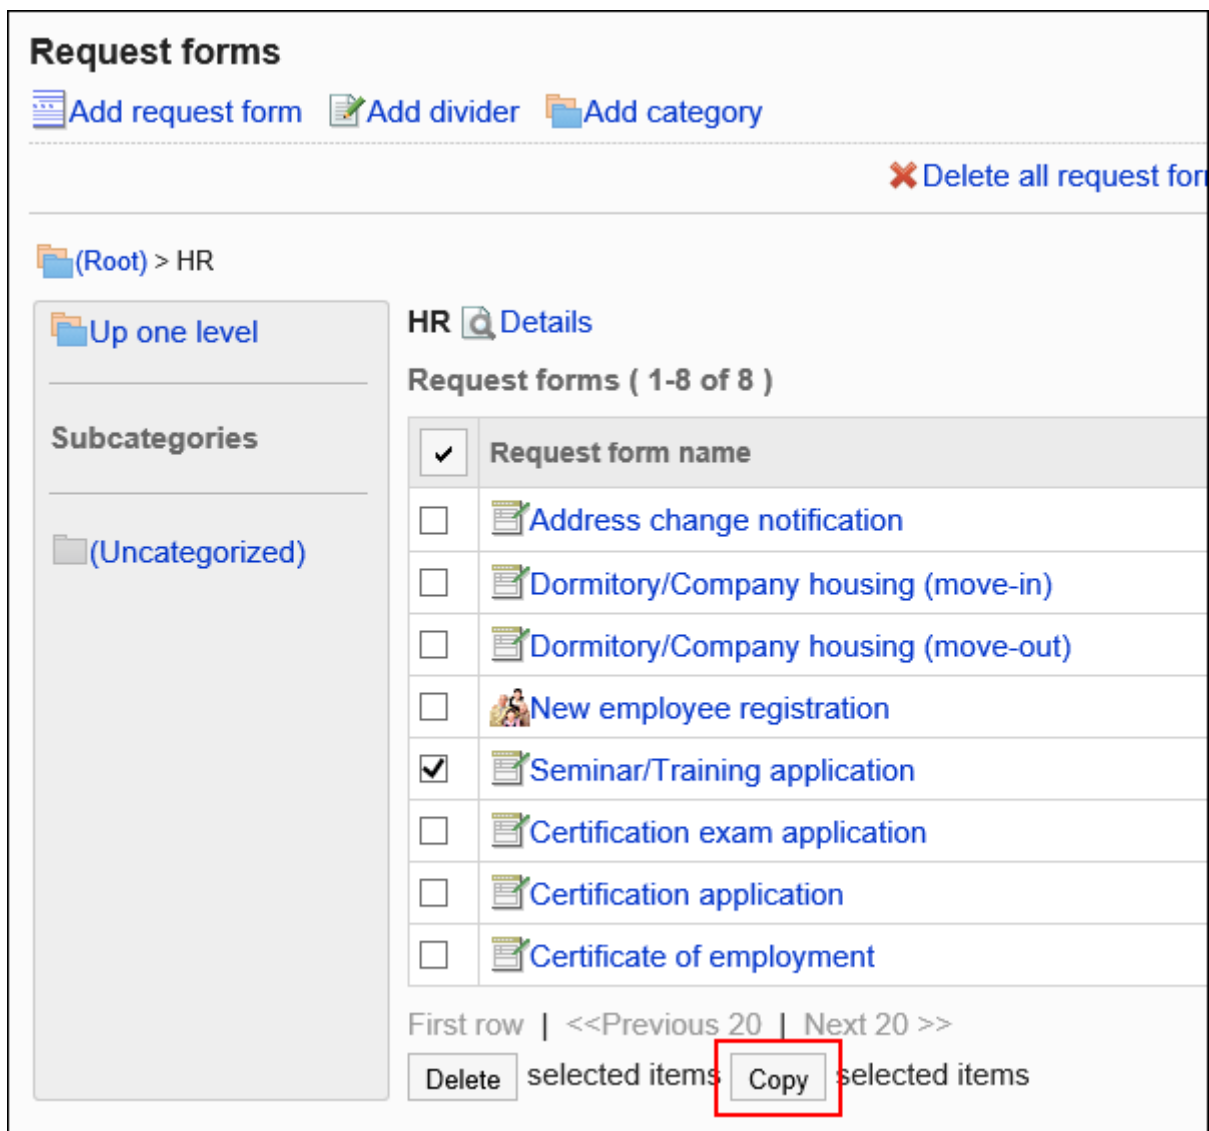 Request forms
Add request form Add divider Add category
Delete all request for
(Root) > HR
Up one level
Subcategories
(Uncategorized)
HR Details
Request forms ( 1-8 of 8 )
Request form name
Address change notification
Dormitory/Company housing (move-in)
Dormitory/Company housing (move-out)
New employee registration
Seminar/Training application
Certification exam application
Certification application
Certificate of employment
First row | <<Previous 20 | Next 20 >>
Delete selected items Copy selected items